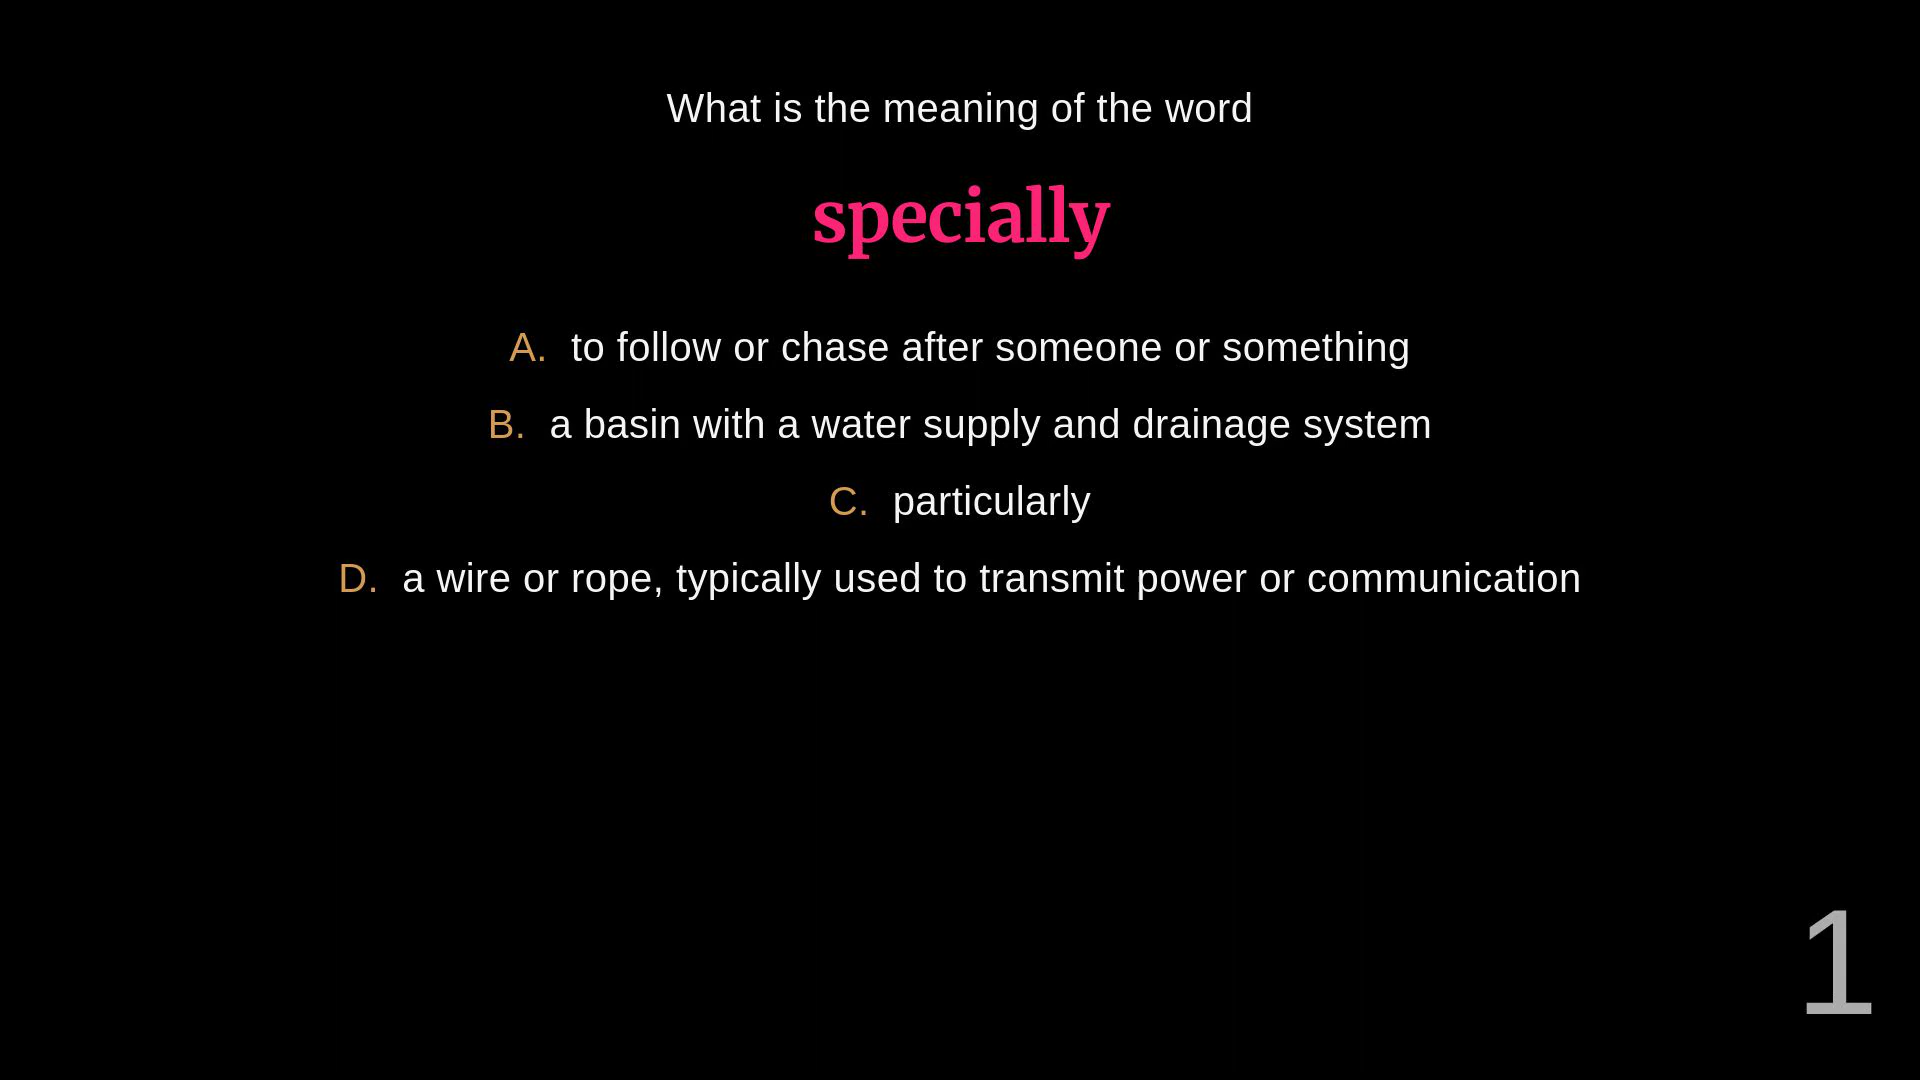 What is the meaning of the word
specially
A. to follow or chase after someone or something
B. a basin with a water supply and drainage system
C. particularly
D. a wire or rope, typically used to transmit power or communication
1